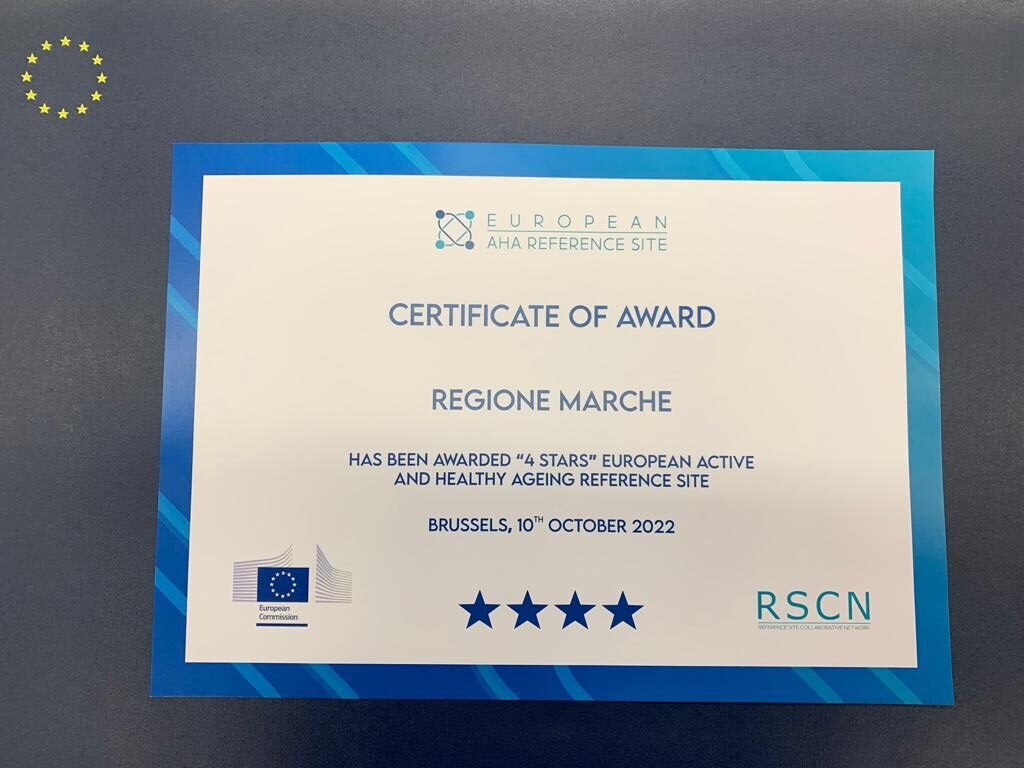 EUROPEAN
AHA REFERENCE SITE
CERTIFICATE OF AWARD
REGIONE MARCHE
HAS BEEN AWARDED “4 STARS” EUROPEAN ACTIVE
AND HEALTHY AGEING REFERENCE SITE
BRUSSELS, 10TH OCTOBER 2022
European
Commission
RSCN
REFERENCE SITE COLLABORATIVE NETWORK